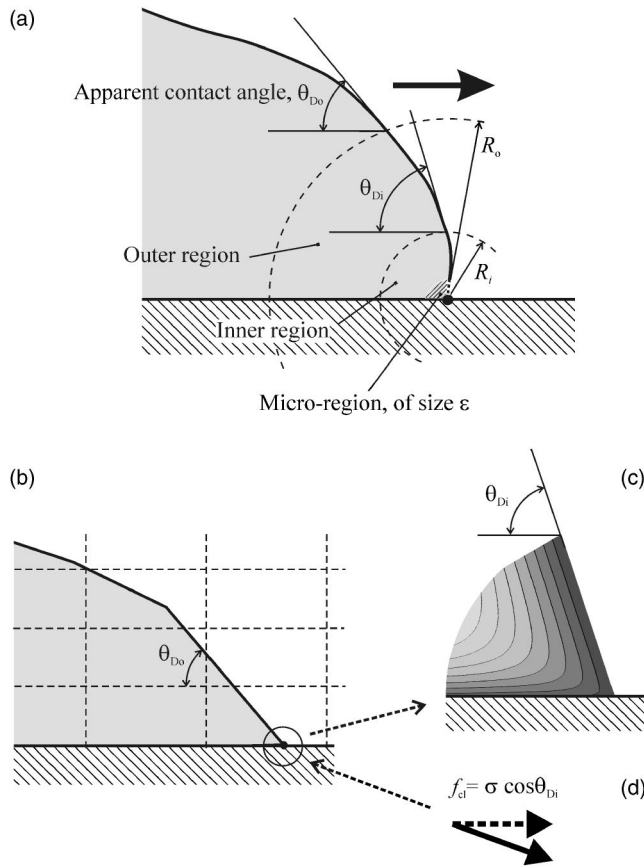 (a)
Apparent contact angle, θDo
Ro
θDi
Outer region
Ri
Inner region
Micro-region, of size ε
(b)
(c)
θDi
θDo
fcl= σ cosθDi
(d)